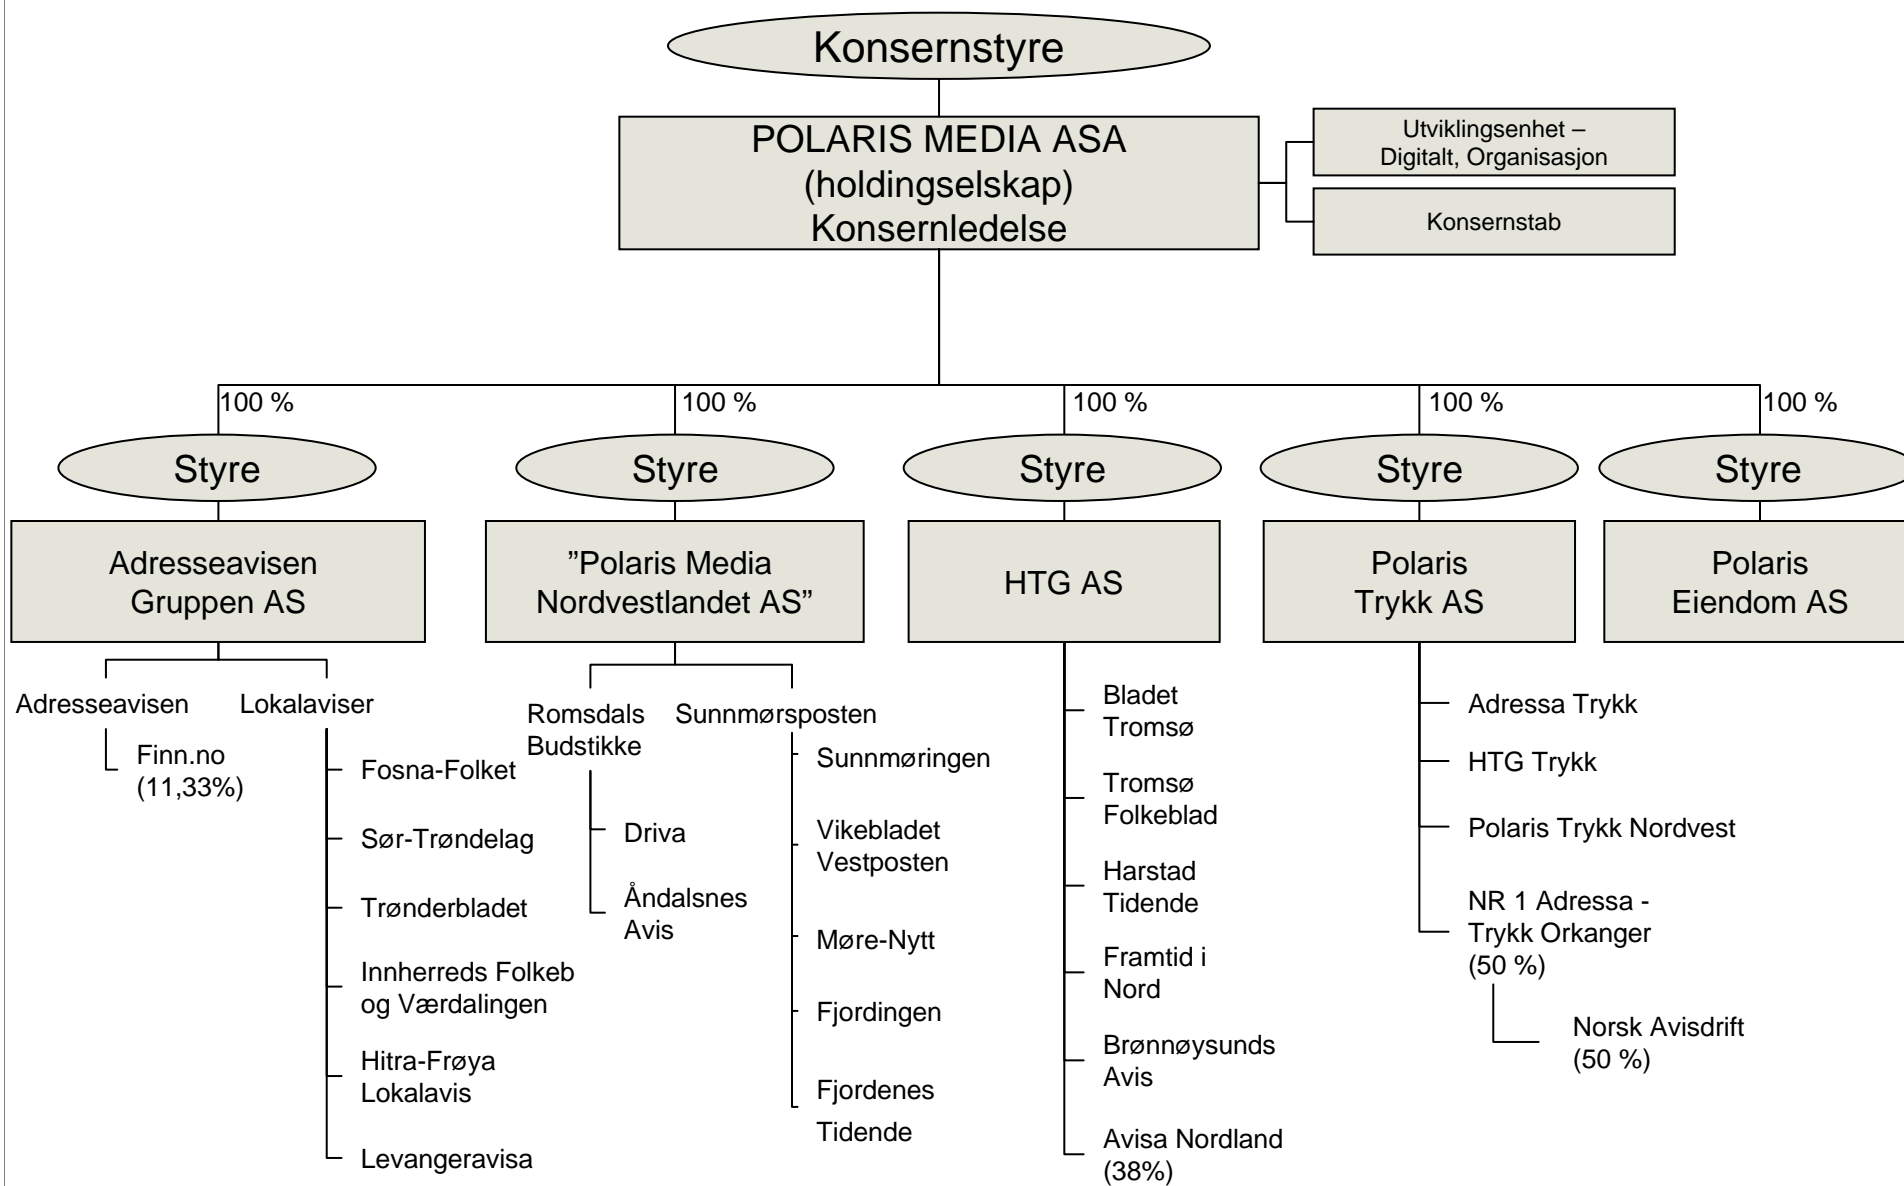 Konsernstyre
POLARIS MEDIA ASA
(holdingselskap)
Konsernledelse
Utviklingsenhet –
Digitalt, Organisasjon
Konsernstab
100 %
100 %
100 %
100 %
100 %
Styre
Styre
Styre
Styre
Styre
Adresseavisen
Gruppen AS
”Polaris Media
Nordvestlandet AS”
HTG AS
Polaris
Trykk AS
Polaris
Eiendom AS
Adresseavisen
Finn.no
(11,33%)
Lokalaviser
Fosna-Folket
Sør-Trøndelag
Trønderbladet
Innherreds Folkeb
og Værdalingen
Hitra-Frøya
Lokalavis
Levangeravisa
Romsdals
Budstikke
Driva
Åndalsnes
Avis
Sunnmørsposten
Sunnmøringen
Vikebladet
Vestposten
Møre-Nytt
Fjordingen
Fjordenes
Tidende
Bladet
Tromsø
Tromsø
Folkeblad
Harstad
Tidende
Framtid i
Nord
Brønnøysunds
Avis
Avisa Nordland
(38%)
Adressa Trykk
HTG Trykk
Polaris Trykk Nordvest
NR 1 Adressa -
Trykk Orkanger
(50 %)
Norsk Avisdrift
(50 %)